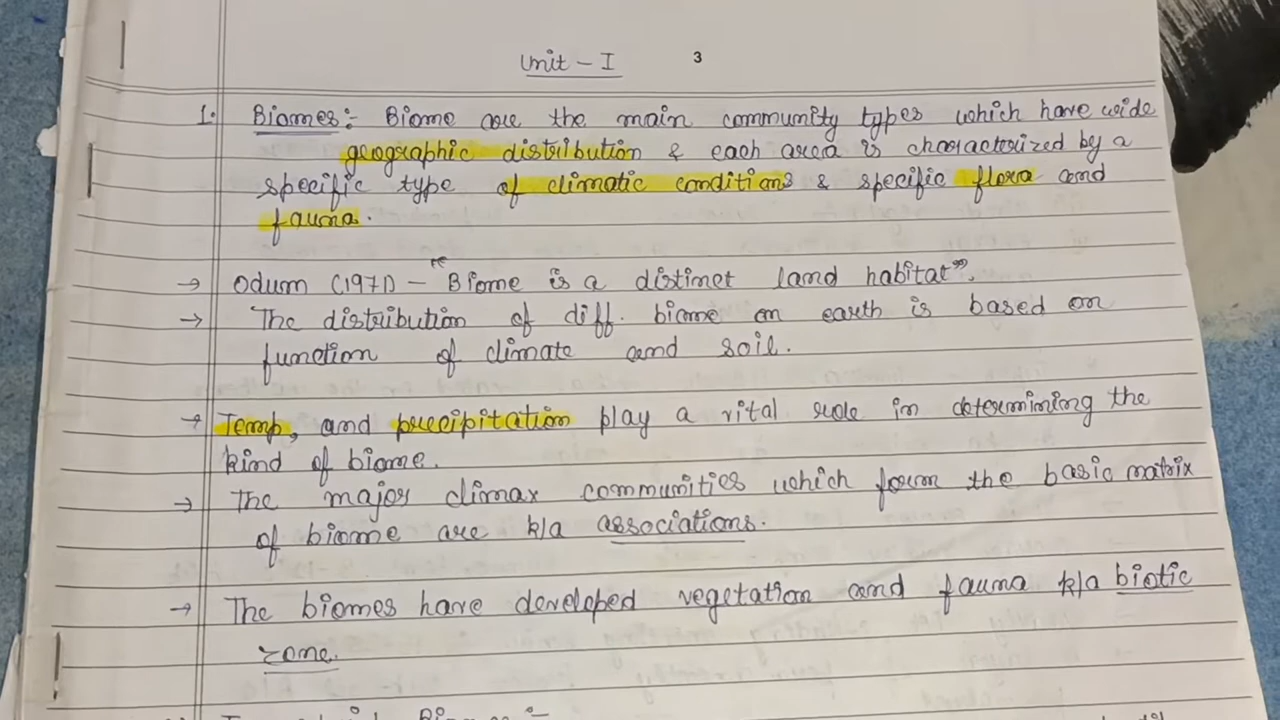 Unit - I 3
1. Biomes:- Biome are the main community types which have wide
geographic distribution & each area is characterized by a
specific type of climatic conditions & specific flora and
fauna.
→ Odum (1971) - "Biome is a distinct land habitat".
→ The distribution of diff. biome on earth is based on
function of climate and soil.
→ Temp, and precipitation play a vital role in determining the
kind of biome.
→ The major climax communities which form the basic matrix
of biome are k/a associations.
→ The biomes have developed vegetation and fauna k/a biotic
zone.